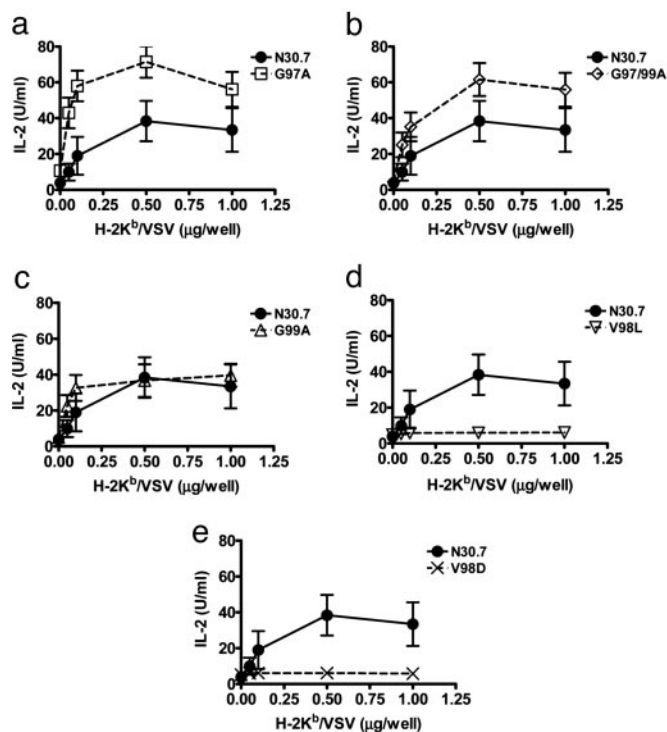 a
80
60
40
20
0
IL-2 (U/ml)
N30.7
G97A
0.00 0.25 0.50 0.75 1.00 1.25
H-2Kᵇ/VSV (μg/well)
b
80
60
40
20
0
IL-2 (U/ml)
N30.7
G97/99A
0.00 0.25 0.50 0.75 1.00 1.25
H-2Kᵇ/VSV (μg/well)
c
80
60
40
20
0
IL-2 (U/ml)
N30.7
G99A
0.00 0.25 0.50 0.75 1.00 1.25
H-2Kᵇ/VSV (μg/well)
d
80
60
40
20
0
IL-2 (U/ml)
N30.7
V98L
0.00 0.25 0.50 0.75 1.00 1.25
H-2Kᵇ/VSV (μg/well)
e
80
60
40
20
0
IL-2 (U/ml)
N30.7
V98D
0.00 0.25 0.50 0.75 1.00 1.25
H-2Kᵇ/VSV (μg/well)